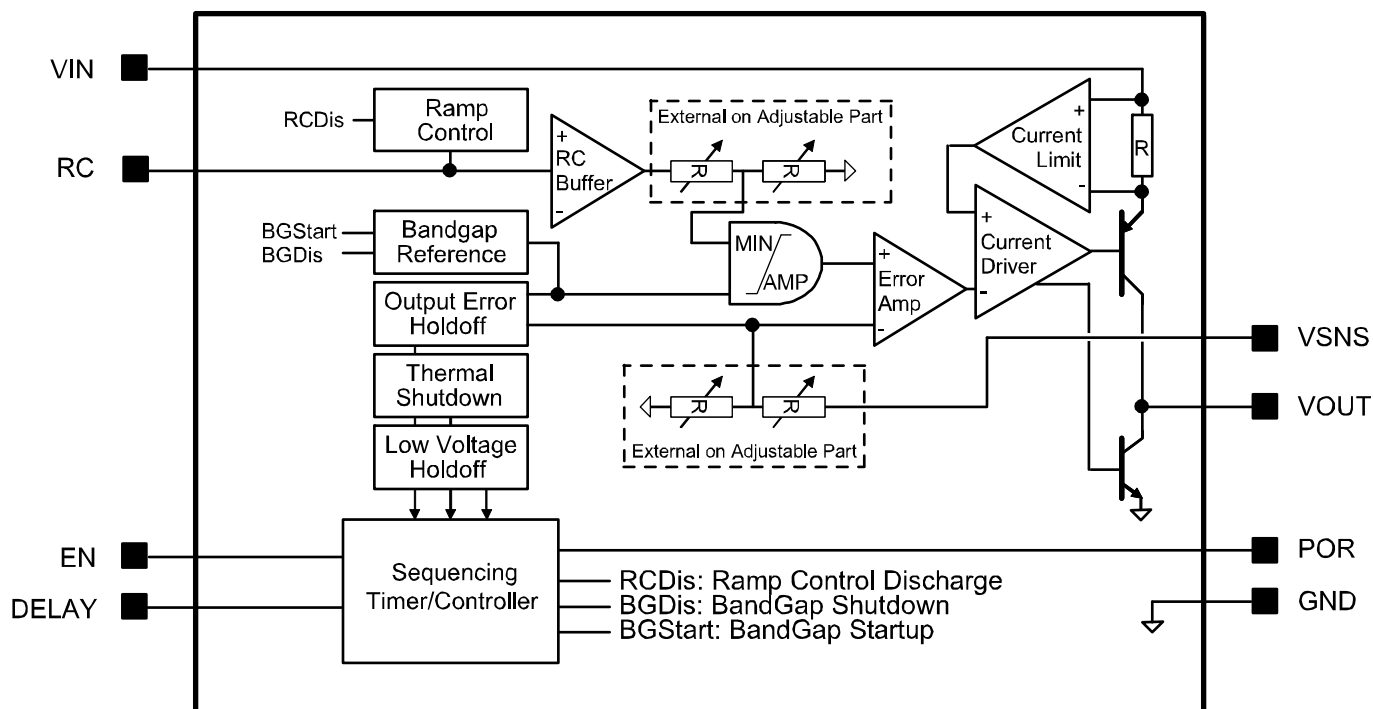 VIN
RCDis
Ramp
Control
External on Adjustable Part
R
R
+
Current
Limit
-
R
RC
+
RC
Buffer
-
BGStart
BGDis
Bandgap
Reference
MIN
AMP
+
Error
Amp
-
+
Current
Driver
-
Output Error
Holdoff
Thermal
Shutdown
Low Voltage
Holdoff
R
R
External on Adjustable Part
VSNS
VOUT
EN
DELAY
Sequencing
Timer/Controller
RCDis: Ramp Control Discharge
BGDis: BandGap Shutdown
BGStart: BandGap Startup
POR
GND